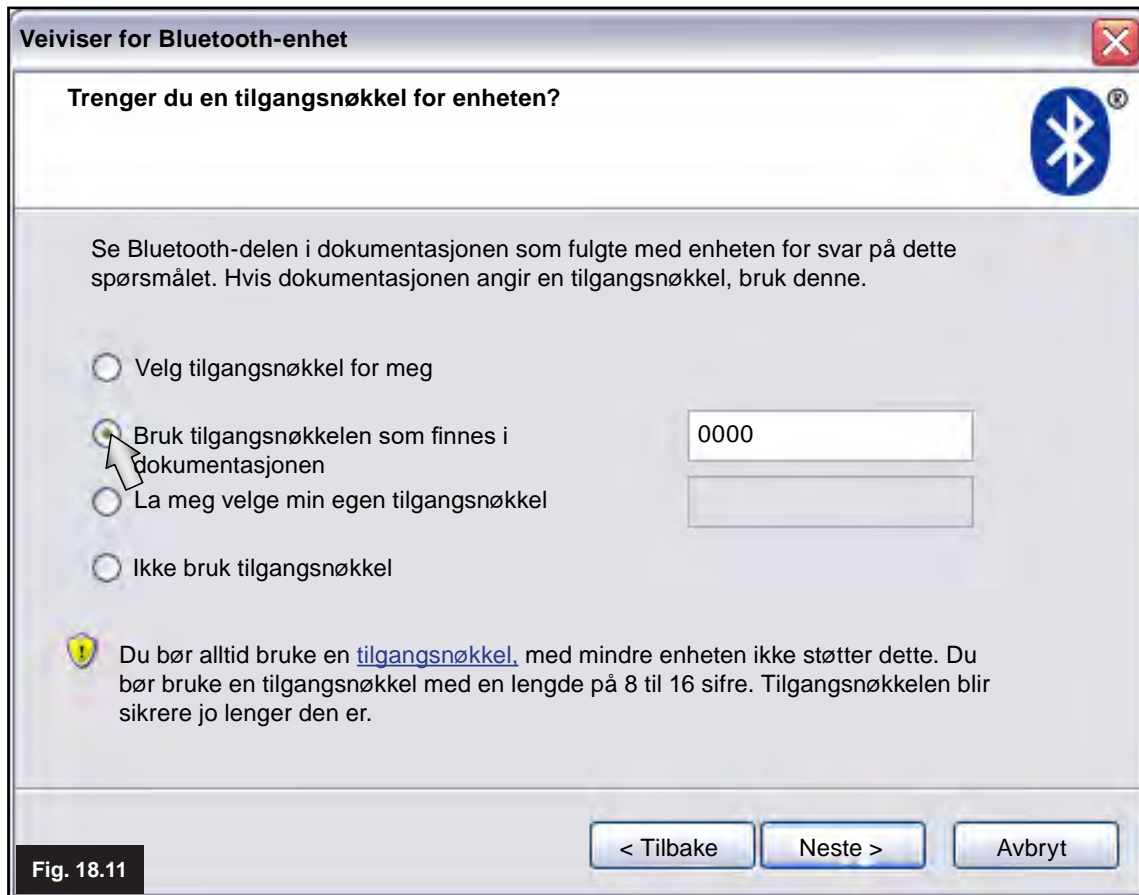 Veiviser for Bluetooth-enhet
Trenger du en tilgangsnøkkel for enheten?
®
Se Bluetooth-delen i dokumentasjonen som fulgte med enheten for svar på dette
spørsmålet. Hvis dokumentasjonen angir en tilgangsnøkkel, bruk denne.
Velg tilgangsnøkkel for meg
Bruk tilgangsnøkkelen som finnes i
dokumentasjonen
0000
La meg velge min egen tilgangsnøkkel
Ikke bruk tilgangsnøkkel
Du bør alltid bruke en tilgangsnøkkel, med mindre enheten ikke støtter dette. Du
bør bruke en tilgangsnøkkel med en lengde på 8 til 16 sifre. Tilgangsnøkkelen blir
sikrere jo lenger den er.
< Tilbake
Neste >
Avbryt
Fig. 18.11